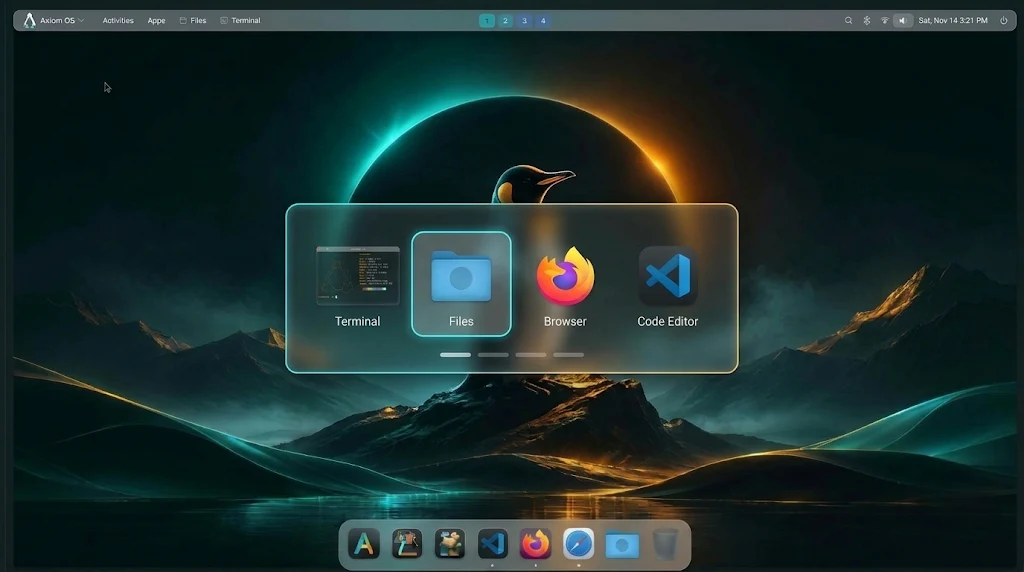 Axiom OS Activities Appe Files Terminal 1 2 3 4 Sat, Nov 14 3:21 PM
Terminal Files Browser Code Editor